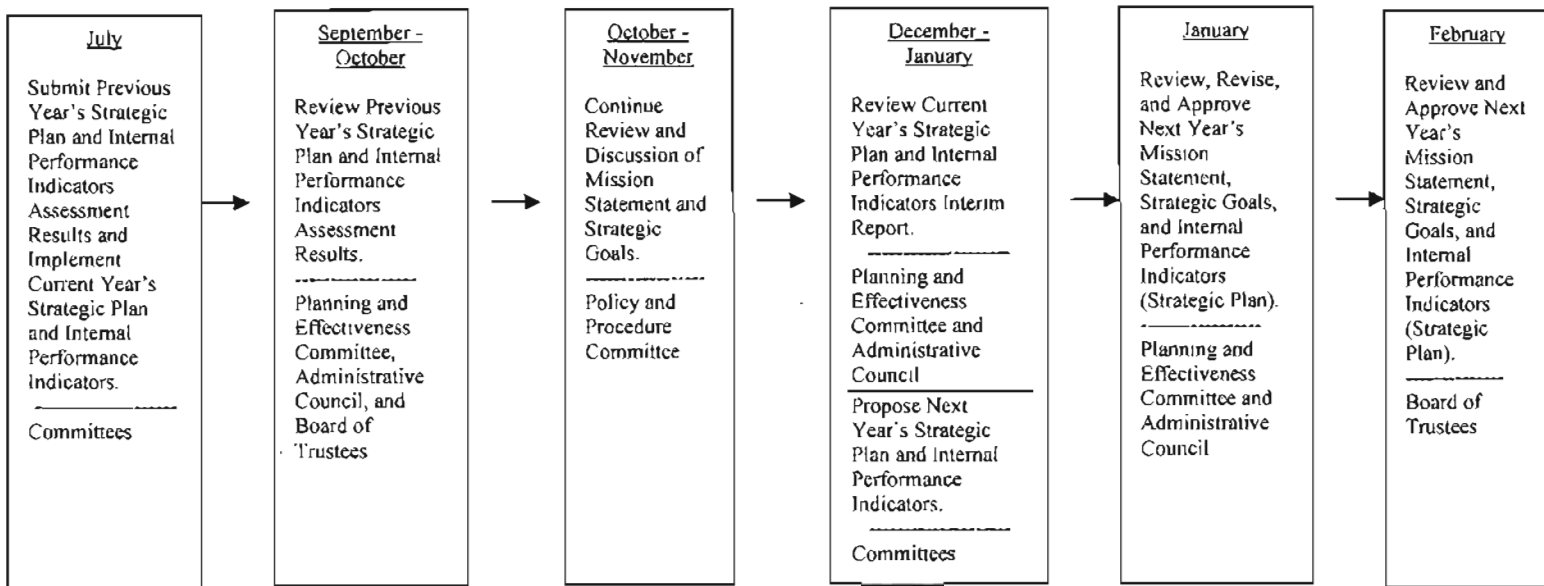 July
Submit Previous
Year's Strategic
Plan and Internal
Performance
Indicators
Assessment
Results and
Implement
Current Year's
Strategic Plan
and Internal
Performance
Indicators.
Committees
September -
October
Review Previous
Year's Strategic
Plan and Internal
Performance
Indicators
Assessment
Results.
Planning and
Effectiveness
Committee,
Administrative
Council, and
Board of
Trustees
October -
November
Continue
Review and
Discussion of
Mission
Statement and
Strategic
Goals.
Policy and
Procedure
Committee
December -
January
Review Current
Year's Strategic
Plan and Internal
Performance
Indicators Interim
Report.
Planning and
Effectiveness
Committee and
Administrative
Council
Propose Next
Year's Strategic
Plan and Internal
Performance
Indicators.
Committees
January
Review, Revise,
and Approve
Next Year's
Mission
Statement,
Strategic Goals,
and Internal
Performance
Indicators
(Strategic Plan).
Planning and
Effectiveness
Committee and
Administrative
Council
February
Review and
Approve Next
Year's
Mission
Statement,
Strategic
Goals, and
Internal
Performance
Indicators
(Strategic
Plan).
Board of
Trustees